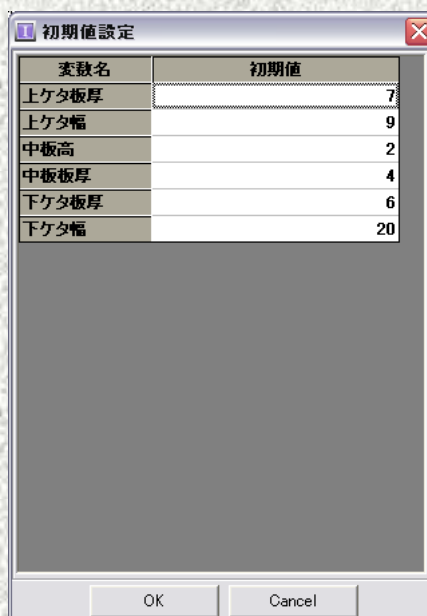 初期値設定
変数名 初期値
上ケタ板厚 7
上ケタ幅 9
中板高 2
中板板厚 4
下ケタ板厚 6
下ケタ幅 20
OK Cancel